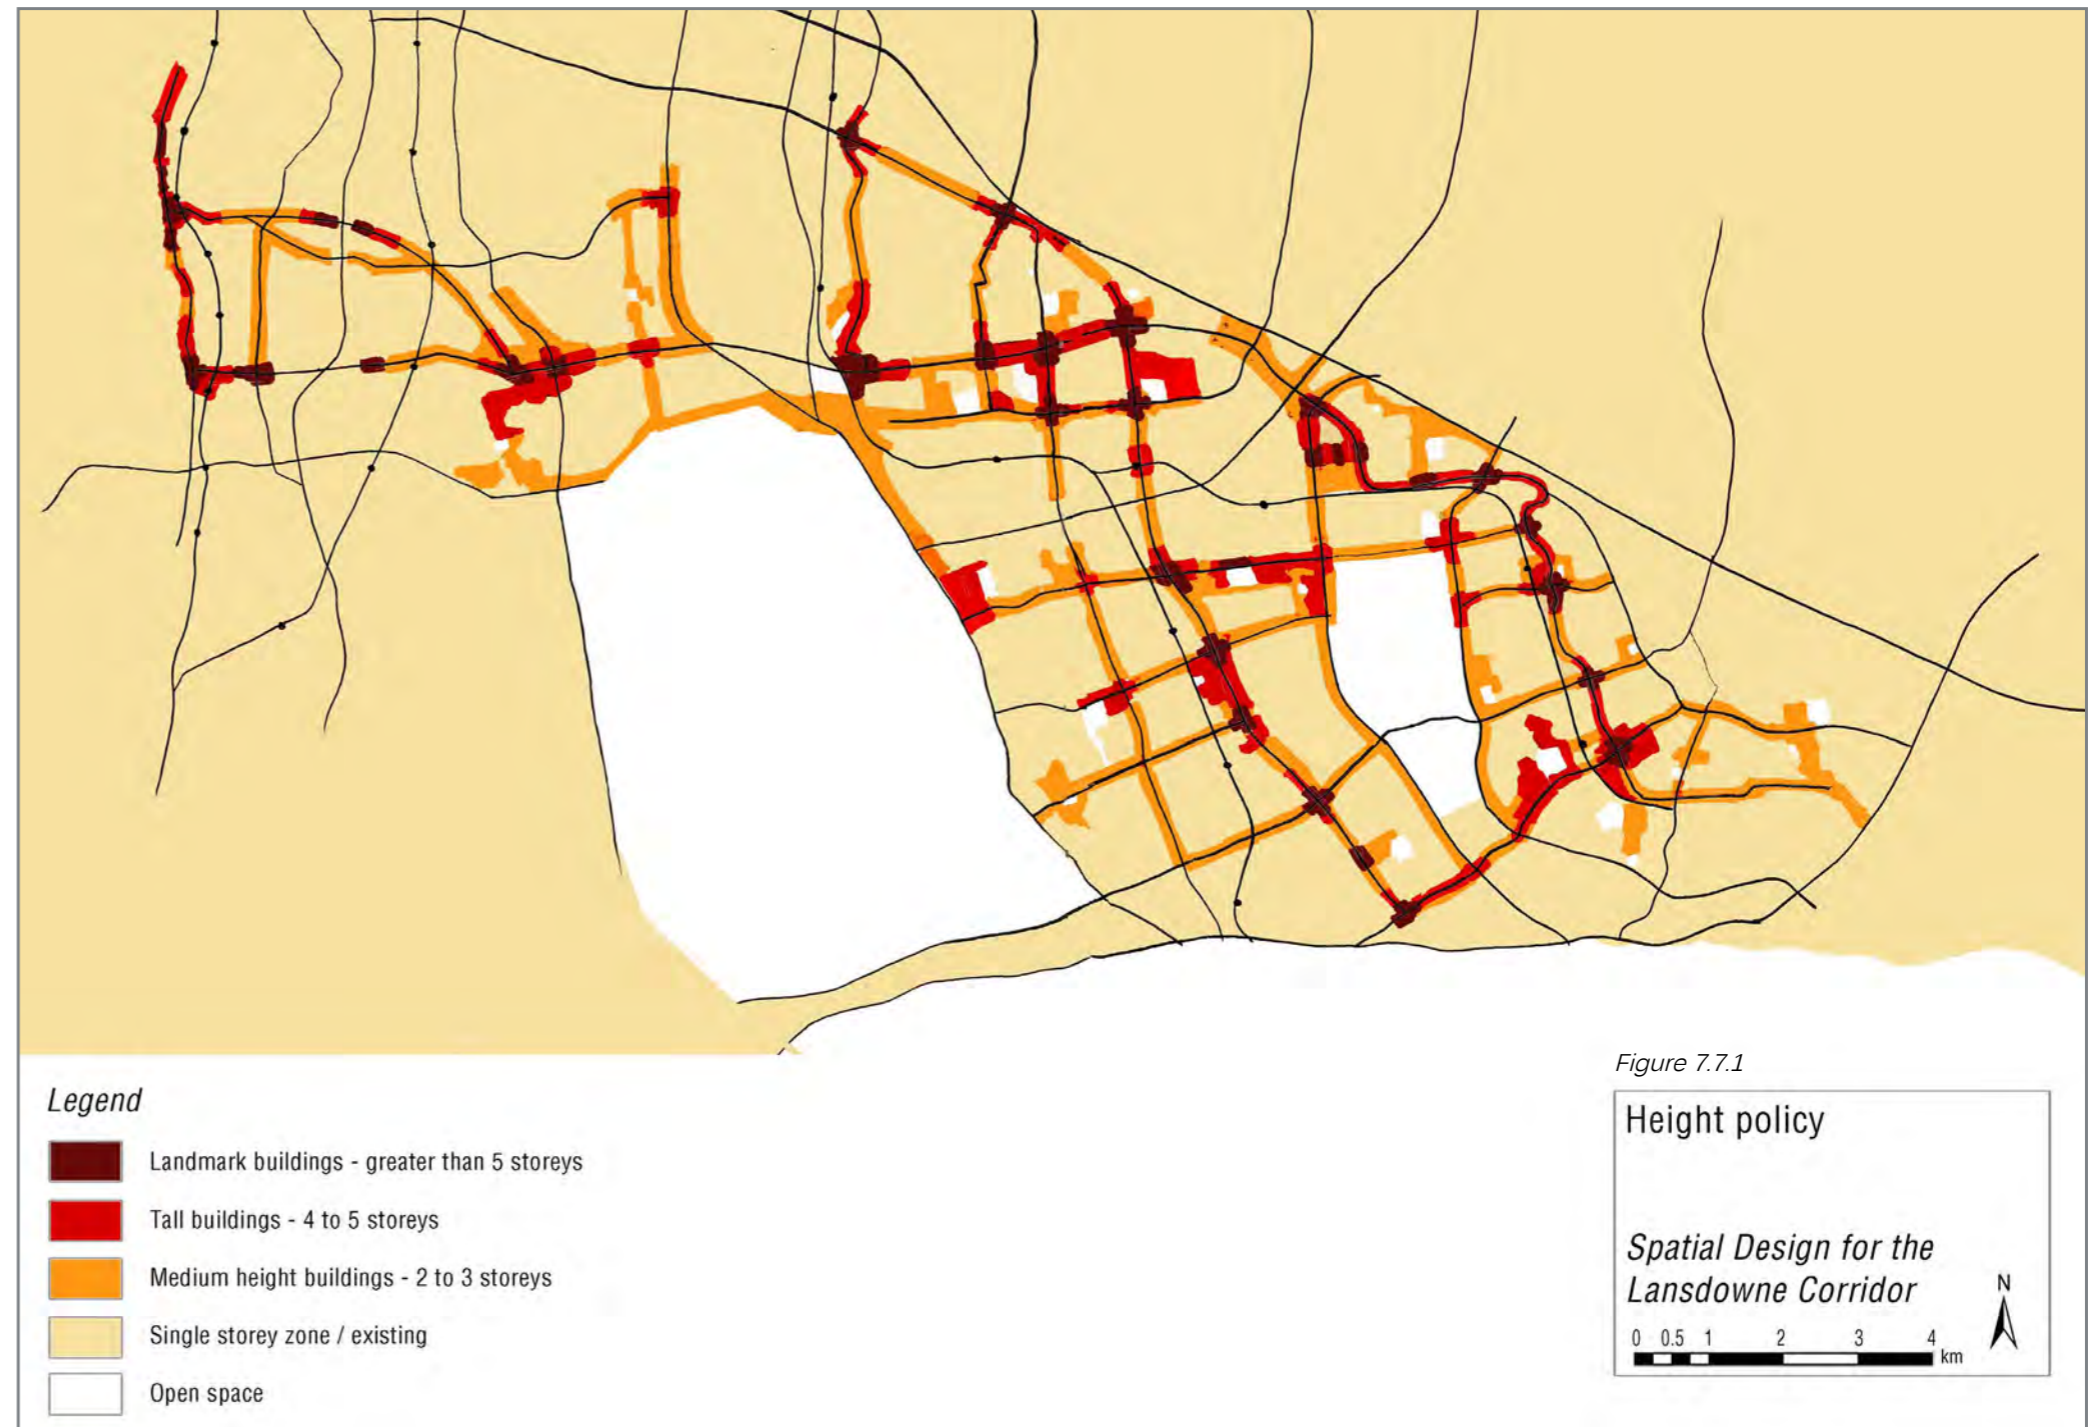 Legend
Landmark buildings - greater than 5 storeys
Tall buildings - 4 to 5 storeys
Medium height buildings - 2 to 3 storeys
Single storey zone / existing
Open space
Figure 7.7.1
Height policy
Spatial Design for the
Lansdowne Corridor
N
0 0.5 1 2 3 4
km